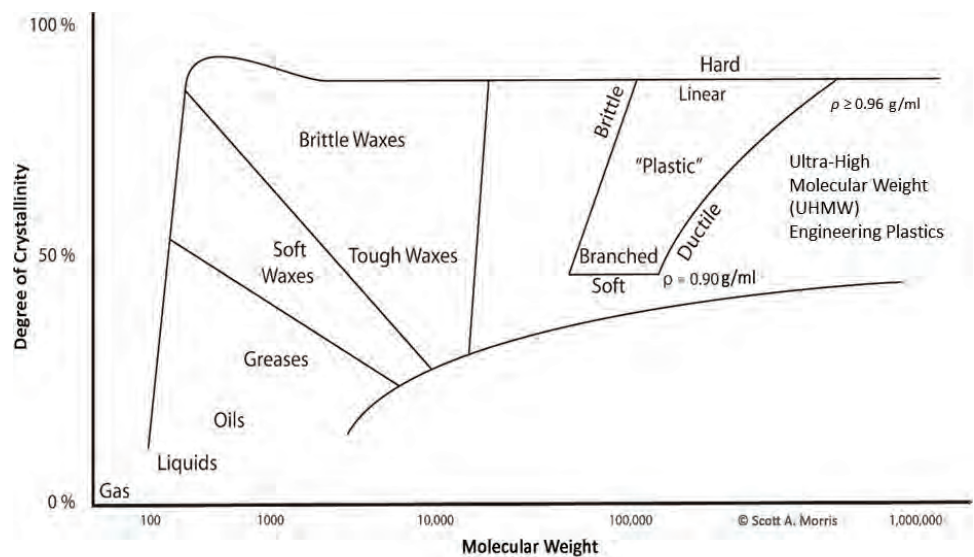 100 %
Hard
Linear
Brittle
ρ ≥ 0.96 g/ml
Brittle Waxes
"Plastic"
Ultra-High
Molecular Weight
(UHMW)
Engineering Plastics
Ductile
Degree of Crystallinity
50 %
Soft
Waxes
Tough Waxes
Branched
Soft
ρ = 0.90 g/ml
Greases
Oils
Liquids
Gas
0 %
100
1000
10,000
100,000
© Scott A. Morris
1,000,000
Molecular Weight